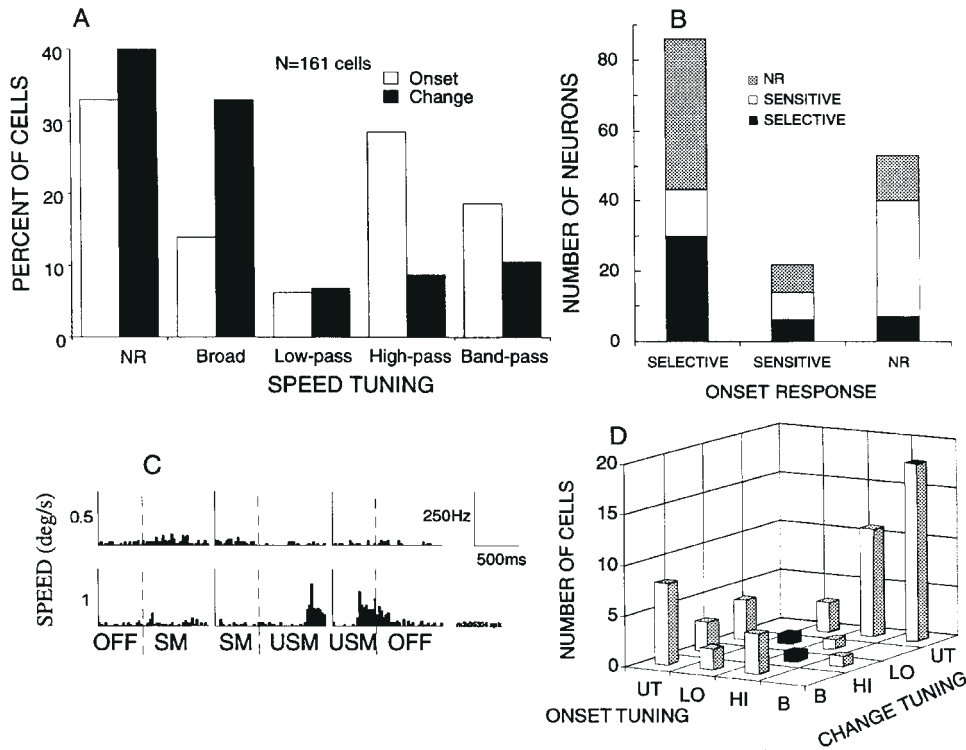 A
PERCENT OF CELLS
40
30
20
10
0
N=161 cells
Onset
Change
NR Broad Low-pass High-pass Band-pass
SPEED TUNING
B
NUMBER OF NEURONS
80
60
40
20
0
NR
SENSITIVE
SELECTIVE
SELECTIVE SENSITIVE NR
ONSET RESPONSE
C
SPEED (deg/s)
0.5
250Hz
500ms
1
OFF SM SM USM USM OFF
D
NUMBER OF CELLS
20
15
10
5
0
UT LO HI B
ONSET TUNING
B HI LO UT
CHANGE TUNING